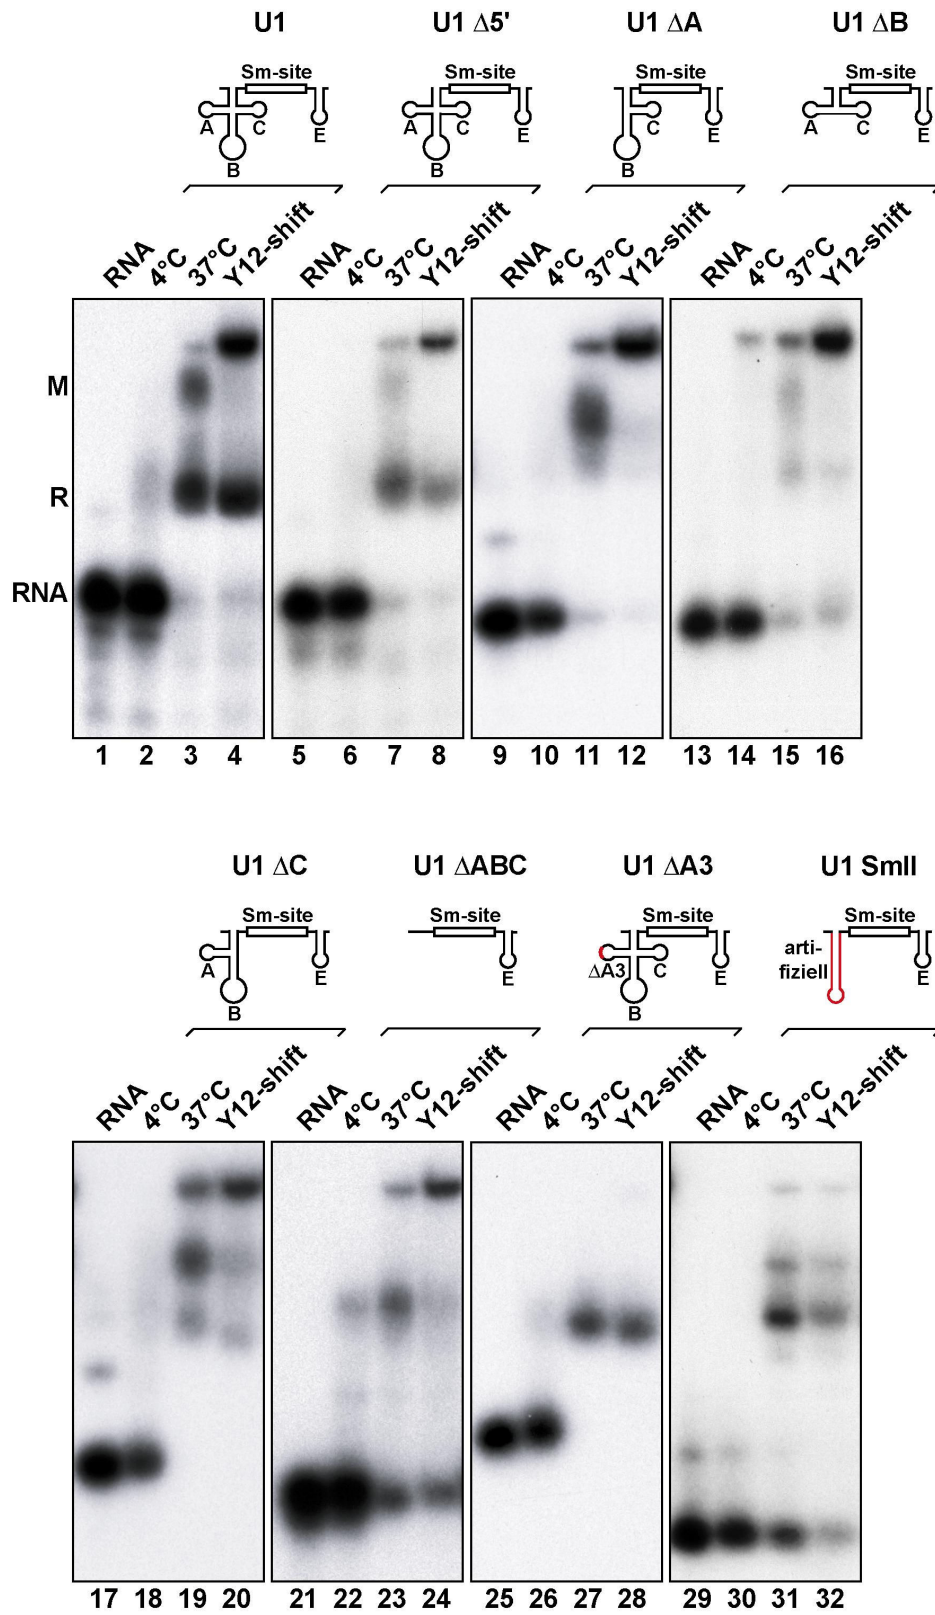 U1 U1 Δ5' U1 ΔA U1 ΔB
Sm-site Sm-site Sm-site Sm-site
A C A C C A C
E E E E
B B B
RNA 4°C 37°C Y12-shift RNA 4°C 37°C Y12-shift RNA 4°C 37°C Y12-shift RNA 4°C 37°C Y12-shift
M
R
RNA
1 2 3 4 5 6 7 8 9 10 11 12 13 14 15 16
U1 ΔC U1 ΔABC U1 ΔA3 U1 SmII
Sm-site Sm-site Sm-site Sm-site
arti-
fiziell
A ΔA3 C
E E E E
B B
RNA 4°C 37°C Y12-shift RNA 4°C 37°C Y12-shift RNA 4°C 37°C Y12-shift RNA 4°C 37°C Y12-shift
17 18 19 20 21 22 23 24 25 26 27 28 29 30 31 32